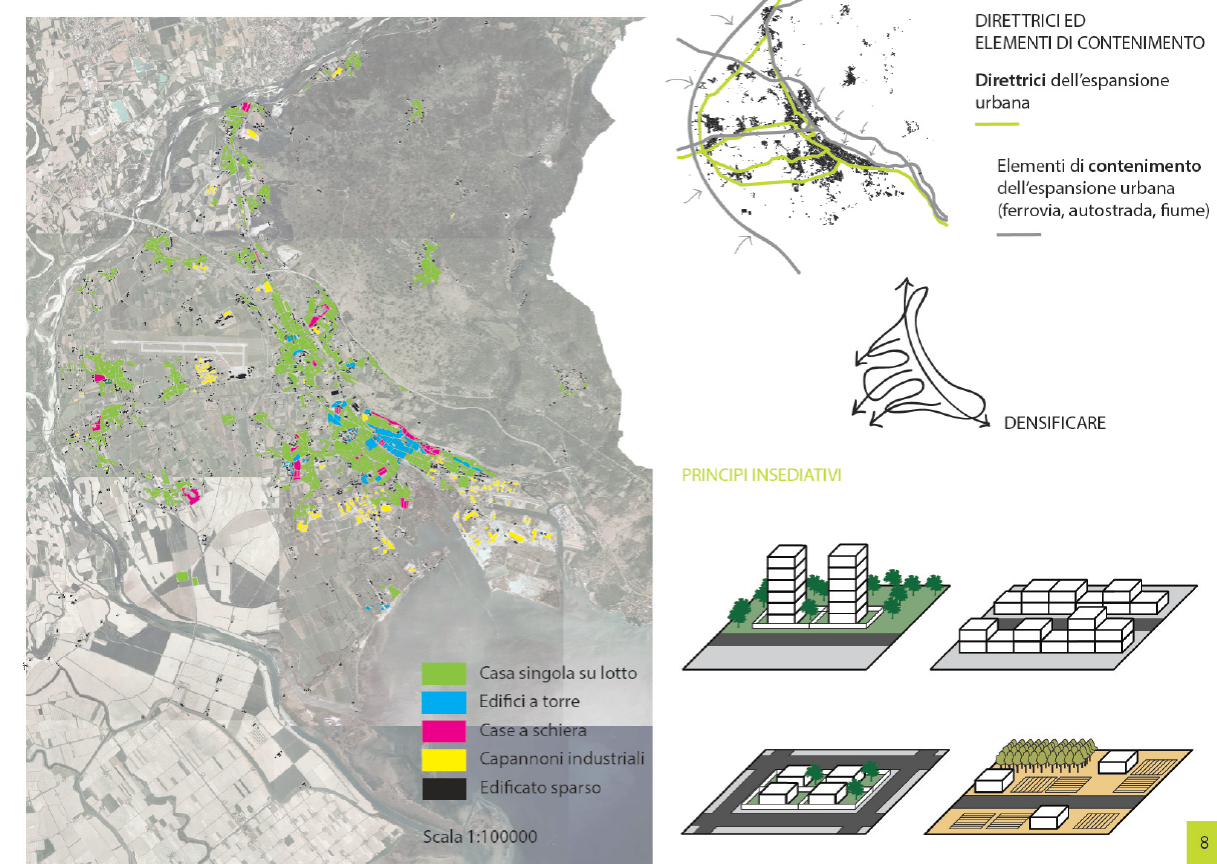 DIRETTRICI ED
ELEMENTI DI CONTENIMENTO
Direttrici dell'espansione
urbana
Elementi di contenimento
dell'espansione urbana
(ferrovia, autostrada, fiume)
DENSIFICARE
PRINCIPI INSEDIATIVI
Casa singola su lotto
Edifici a torre
Case a schiera
Capannoni industriali
Edificato sparso
Scala 1:100000
8